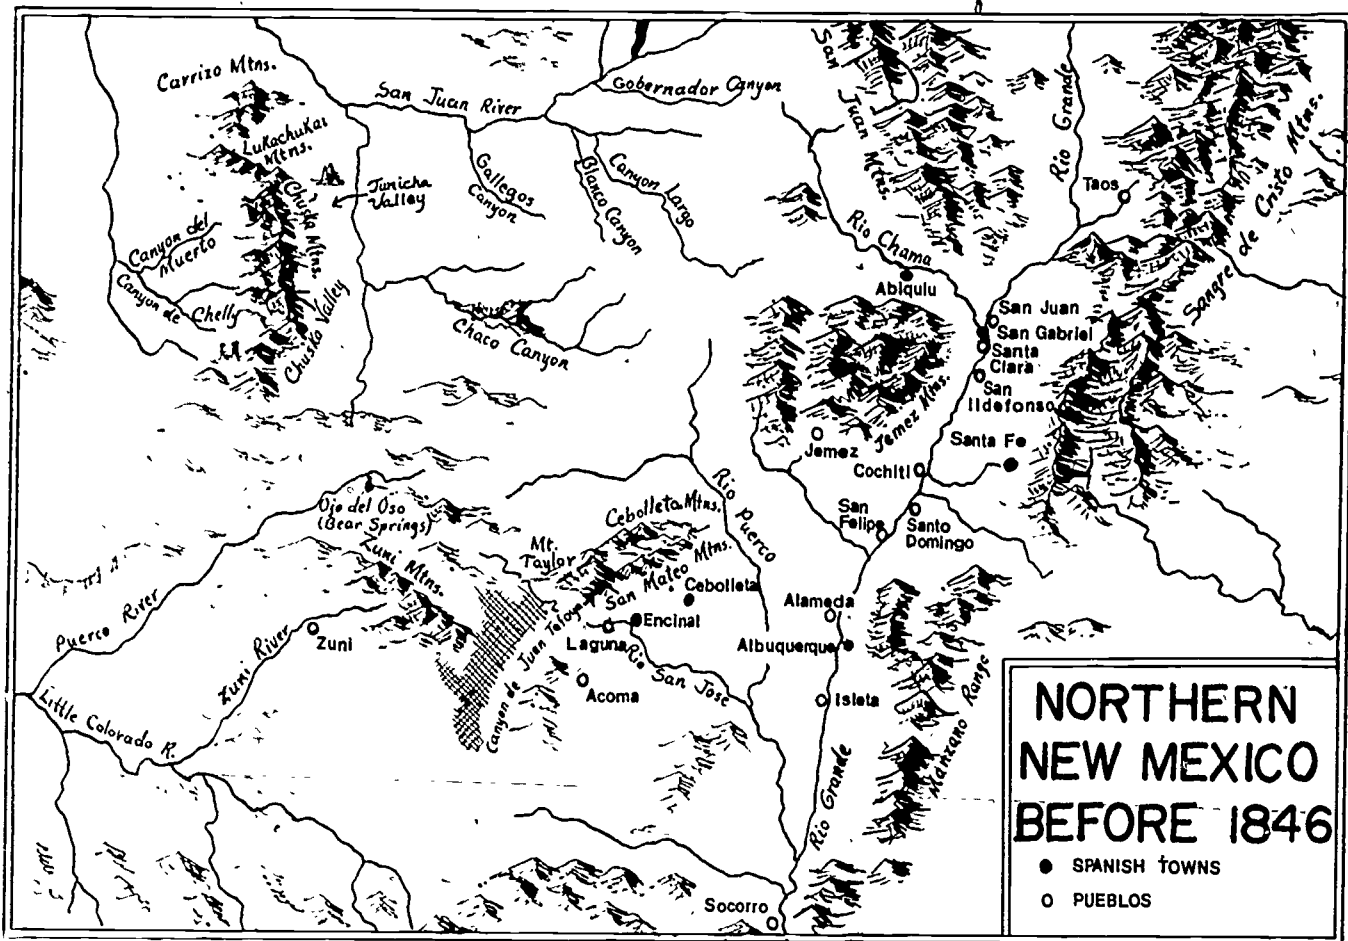 Carrizo Mtns.
San Juan River
Gobernador Canyon
San
Juan
Mtns.
Rio Grande
Sangre de Cristo Mtns.
Lukachukai
Mtns.
Tunicha
Valley
Gallegos
Canyon
Blanco Canyon
Canyon Largo
Taos
Chuska Mtns.
Canyon del
Muerto
Canyon de Chelly
Chuska Valley
Rio Chama
Abiquiu
Chaco Canyon
San Juan
San Gabriel
Santa
Clara
San
Ildefonso
Jemez Mtns.
Jemez
Santa Fe
Cochiti
Ojo del Oso
(Bear Springs)
Rio Puerco
Cebolleta Mtns.
San
Felipe
Santo
Domingo
Mt.
Taylor
San Mateo Mtns.
Zuni Mtns.
Cebolleta
Puerco River
Zuni River
Zuni
Encinal
Laguna
Rio San Jose
Alameda
Albuquerque
Acoma
Isleta
Canyon de Juan
Little Colorado R.
Manzano Range
Rio Grande
Socorro
NORTHERN
NEW MEXICO
BEFORE 1846
SPANISH TOWNS
PUEBLOS